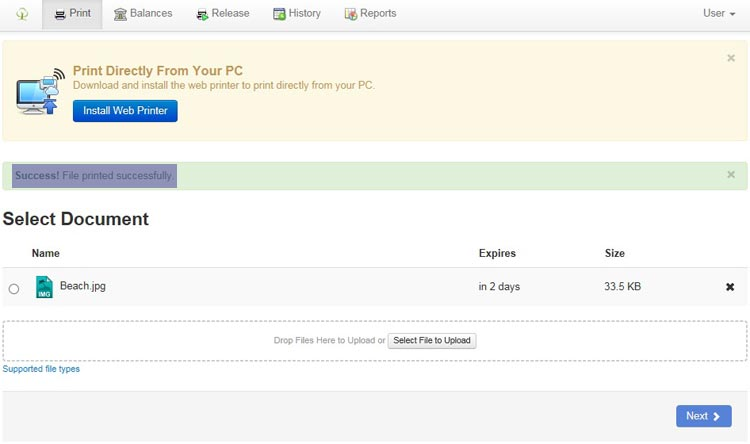 Print Balances Release History Reports User
Print Directly From Your PC
Download and install the web printer to print directly from your PC.
Install Web Printer
Success! File printed successfully.
Select Document
Name Expires Size
IMG Beach.jpg in 2 days 33.5 KB
Drop Files Here to Upload or Select File to Upload
Supported file types
Next